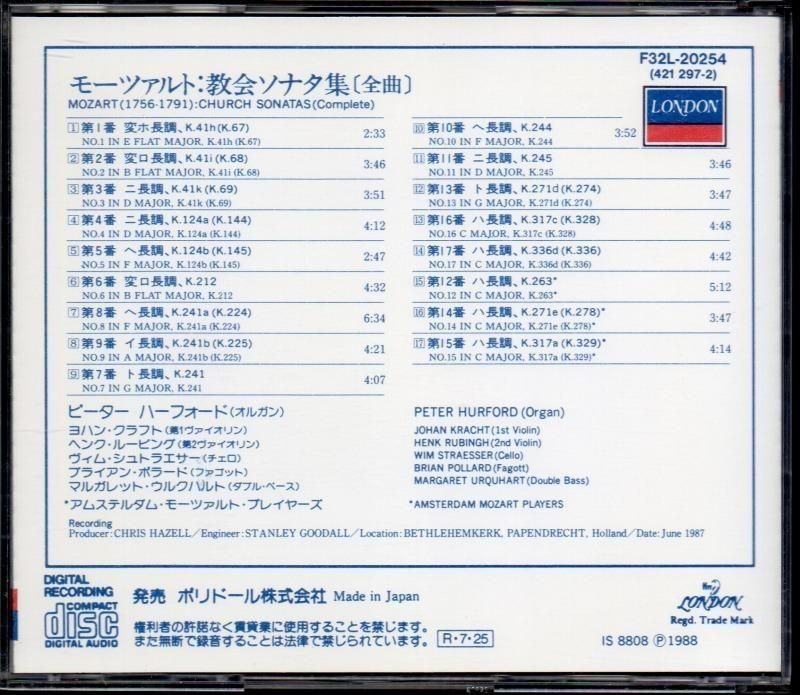 F32L-20254
(421 297-2)
LONDON
モーツァルト:教会ソナタ集〔全曲〕
MOZART(1756-1791):CHURCH SONATAS(Complete)
1 第1番 変ホ長調、K.41h(K.67)
NO.1 IN E FLAT MAJOR, K.41h (K.67) 2:33
2 第2番 変ロ長調、K.41i(K.68)
NO.2 IN B FLAT MAJOR, K.41i (K.68) 3:46
3 第3番 ニ長調、K.41k(K.69)
NO.3 IN D MAJOR, K.41k (K.69) 3:51
4 第4番 ニ長調、K.124a(K.144)
NO.4 IN D MAJOR, K.124a (K.144) 4:12
5 第5番 ヘ長調、K.124b(K.145)
NO.5 IN F MAJOR, K.124b (K.145) 2:47
6 第6番 変ロ長調、K.212
NO.6 IN B FLAT MAJOR, K.212 4:32
7 第8番 ヘ長調、K.241a(K.224)
NO.8 IN F MAJOR, K.241a (K.224) 6:34
8 第9番 イ長調、K.241b(K.225)
NO.9 IN A MAJOR, K.241b (K.225) 4:21
9 第7番 ト長調、K.241
NO.7 IN G MAJOR, K.241 4:07
10 第10番 ヘ長調、K.244
NO.10 IN F MAJOR, K.244 3:52
11 第11番 ニ長調、K.245
NO.11 IN D MAJOR, K.245 3:46
12 第13番 ト長調、K.271d(K.274)
NO.13 IN G MAJOR, K.271d (K.274) 3:47
13 第16番 ハ長調、K.317c(K.328)
NO.16 C MAJOR, K.317c (K.328) 4:48
14 第17番 ハ長調、K.336d(K.336)
NO.17 IN C MAJOR, K.336d (K.336) 4:42
15 第12番 ハ長調、K.263*
NO.12 IN C MAJOR, K.263* 5:12
16 第14番 ハ長調、K.271e(K.278)*
NO.14 IN C MAJOR, K.271e (K.278)* 3:47
17 第15番 ハ長調、K.317a(K.329)*
NO.15 IN C MAJOR, K.317a (K.329)* 4:14
ピーター ハーフォード(オルガン)
ヨハン・クラフト(第1ヴァイオリン)
ヘンク・ルービング(第2ヴァイオリン)
ヴィム・シュトラエサー(チェロ)
ブライアン・ポラード(ファゴット)
マルガレット・ウルクハルト(ダブル・ベース)
*アムステルダム・モーツァルト・プレイヤーズ
PETER HURFORD(Organ)
JOHAN KRACHT(1st Violin)
HENK RUBINGH(2nd Violin)
WIM STRAESSER(Cello)
BRIAN POLLARD(Fagott)
MARGARET URQUHART(Double Bass)
*AMSTERDAM MOZART PLAYERS
Recording
Producer:CHRIS HAZELL/Engineer:STANLEY GOODALL/Location:BETHLEHEMKERK, PAPENDRECHT, Holland/Date:June 1987
DIGITAL
RECORDING
COMPACT
disc
DIGITAL AUDIO
発売 ポリドール株式会社 Made in Japan
権利者の許諾なく賃貸業に使用することを禁じます。
また無断で録音することは法律で禁じられています。 R・7・25
LONDON
Regd. Trade Mark
IS 8808 Ⓟ1988